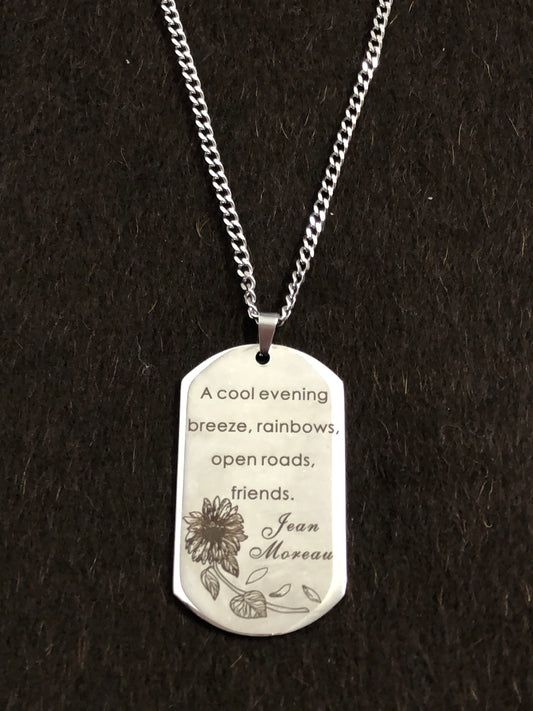 A cool evening
breeze, rainbows,
open roads,
friends.
Jean
Moreau